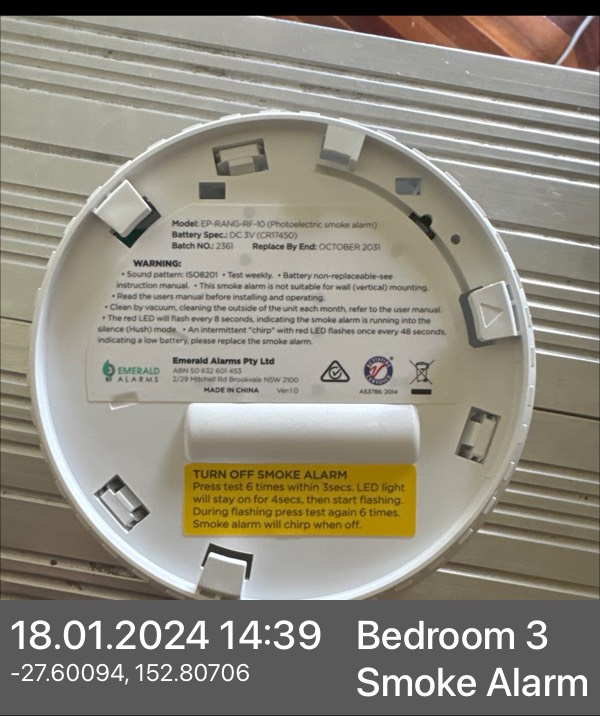 Model: EP-RANG-RF-10 (Photoelectric smoke alarm)
Battery Spec.: DC 3V (CR17450)
Batch NO.: 2361 Replace By End: OCTOBER 2031
WARNING:
• Sound pattern: ISO8201 • Test weekly. • Battery non-replaceable-see
instruction manual. • This smoke alarm is not suitable for wall (vertical) mounting.
• Read the users manual before installing and operating.
• Clean by vacuum, cleaning the outside of the unit each month, refer to the user manual.
• The red LED will flash every 8 seconds, indicating the smoke alarm is running into the
silence (Hush) mode. • An intermittent "chirp" with red LED flashes once every 48 seconds,
indicating a low battery, please replace the smoke alarm.
EMERALD
ALARMS
Emerald Alarms Pty Ltd
ABN 50 632 601 453
2/29 Mitchell Rd Brookvale NSW 2100
MADE IN CHINA Ver:1.0
AS3786: 2014
TURN OFF SMOKE ALARM
Press test 6 times within 3secs, LED light
will stay on for 4secs, then start flashing.
During flashing press test again 6 times.
Smoke alarm will chirp when off.
18.01.2024 14:39
-27.60094, 152.80706
Bedroom 3
Smoke Alarm